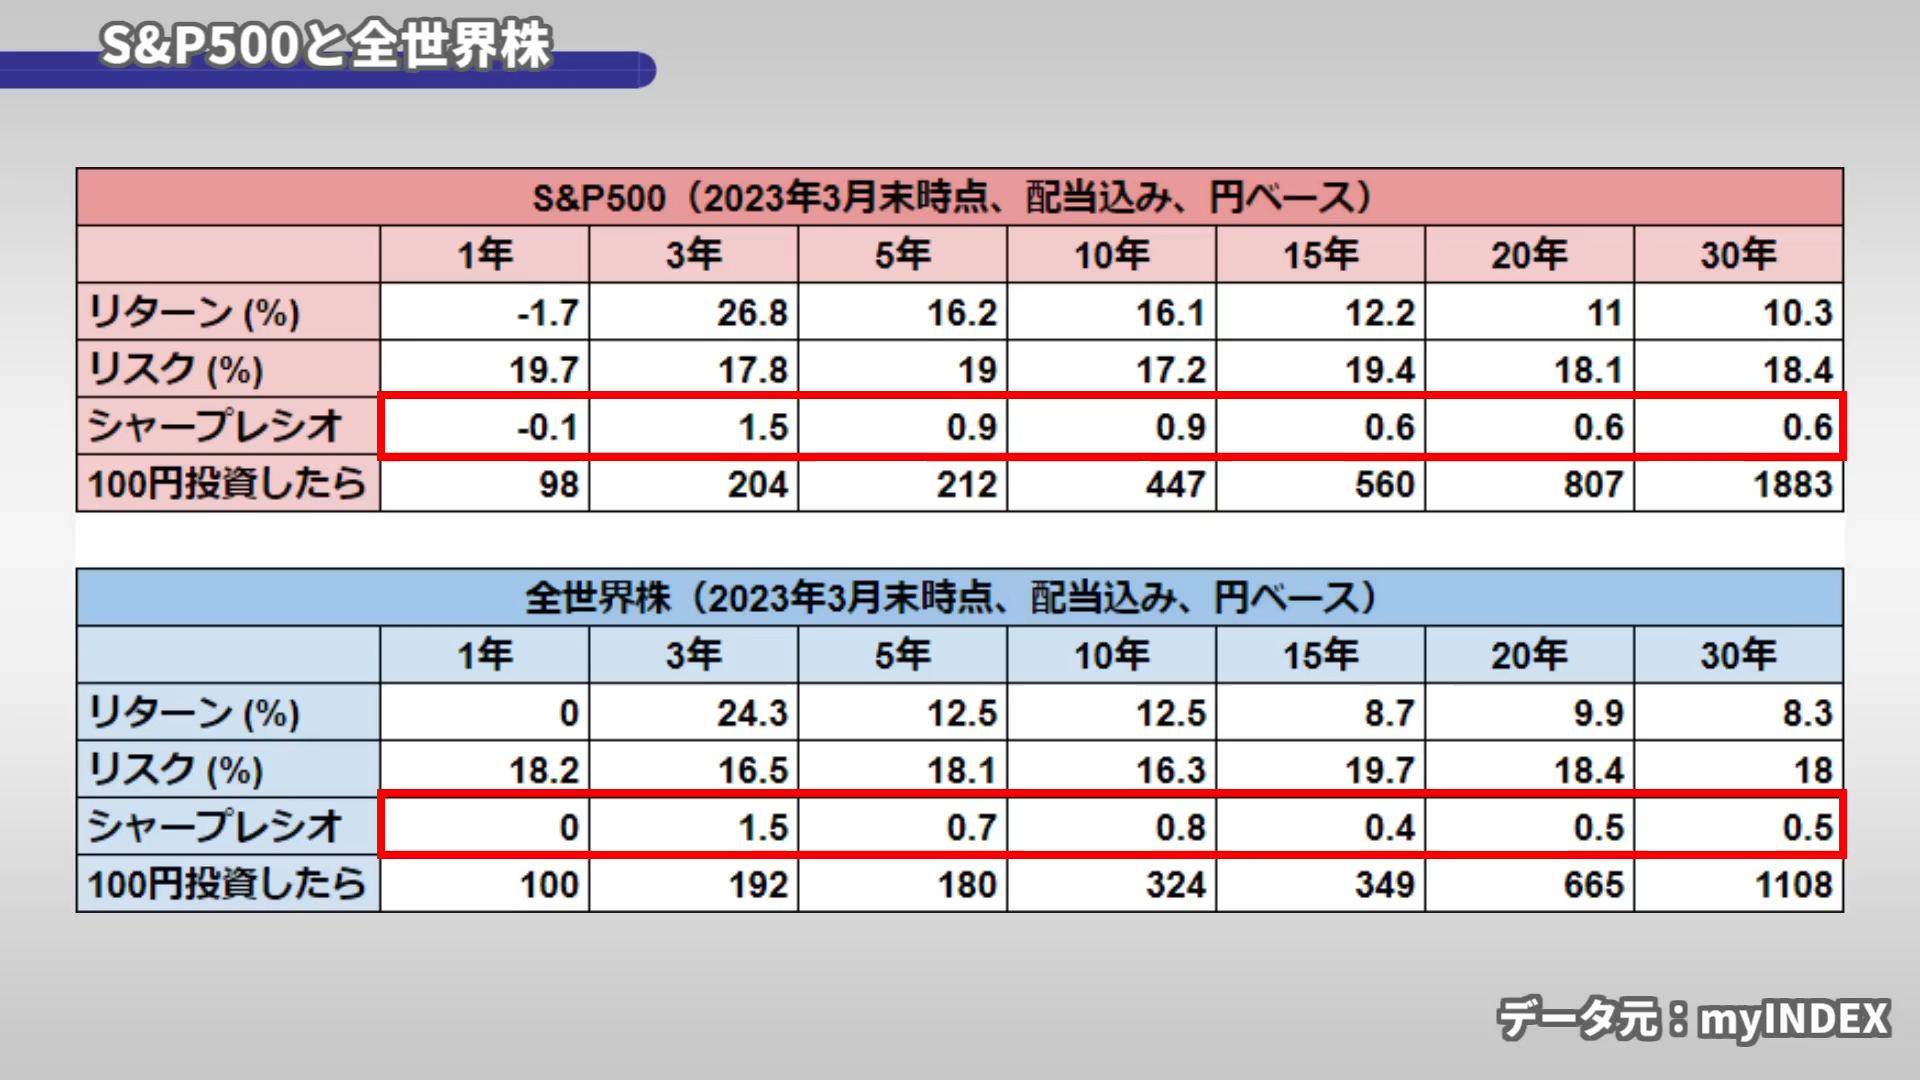 S&P500と全世界株
S&P500（2023年3月末時点、配当込み、円ベース）
1年 3年 5年 10年 15年 20年 30年
リターン (%) -1.7 26.8 16.2 16.1 12.2 11 10.3
リスク (%) 19.7 17.8 19 17.2 19.4 18.1 18.4
シャープレシオ -0.1 1.5 0.9 0.9 0.6 0.6 0.6
100円投資したら 98 204 212 447 560 807 1883
全世界株（2023年3月末時点、配当込み、円ベース）
1年 3年 5年 10年 15年 20年 30年
リターン (%) 0 24.3 12.5 12.5 8.7 9.9 8.3
リスク (%) 18.2 16.5 18.1 16.3 19.7 18.4 18
シャープレシオ 0 1.5 0.7 0.8 0.4 0.5 0.5
100円投資したら 100 192 180 324 349 665 1108
データ元：myINDEX